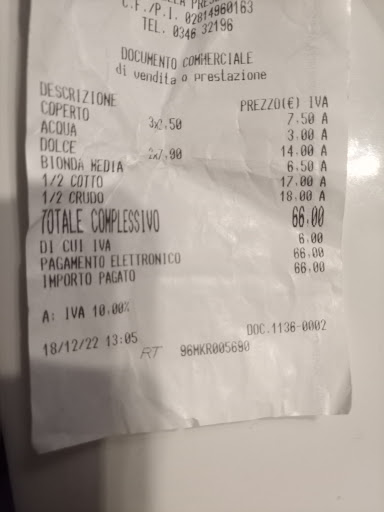 C.F./P.I. 02814960163
TEL. 0346 32196
DOCUMENTO COMMERCIALE
di vendita o prestazione
DESCRIZIONE PREZZO(€) IVA
COPERTO 3x2,50 7,50 A
ACQUA 3,00 A
DOLCE 14,00 A
BIONDA MEDIA 6,50 A
1/2 COTTO 17,00 A
1/2 CRUDO 18,00 A
TOTALE COMPLESSIVO 66,00
DI CUI IVA 6,00
PAGAMENTO ELETTRONICO 66,00
IMPORTO PAGATO 66,00
A: IVA 10,00%
DOC.1136-0002
18/12/22 13:05
RT 96MKR005690